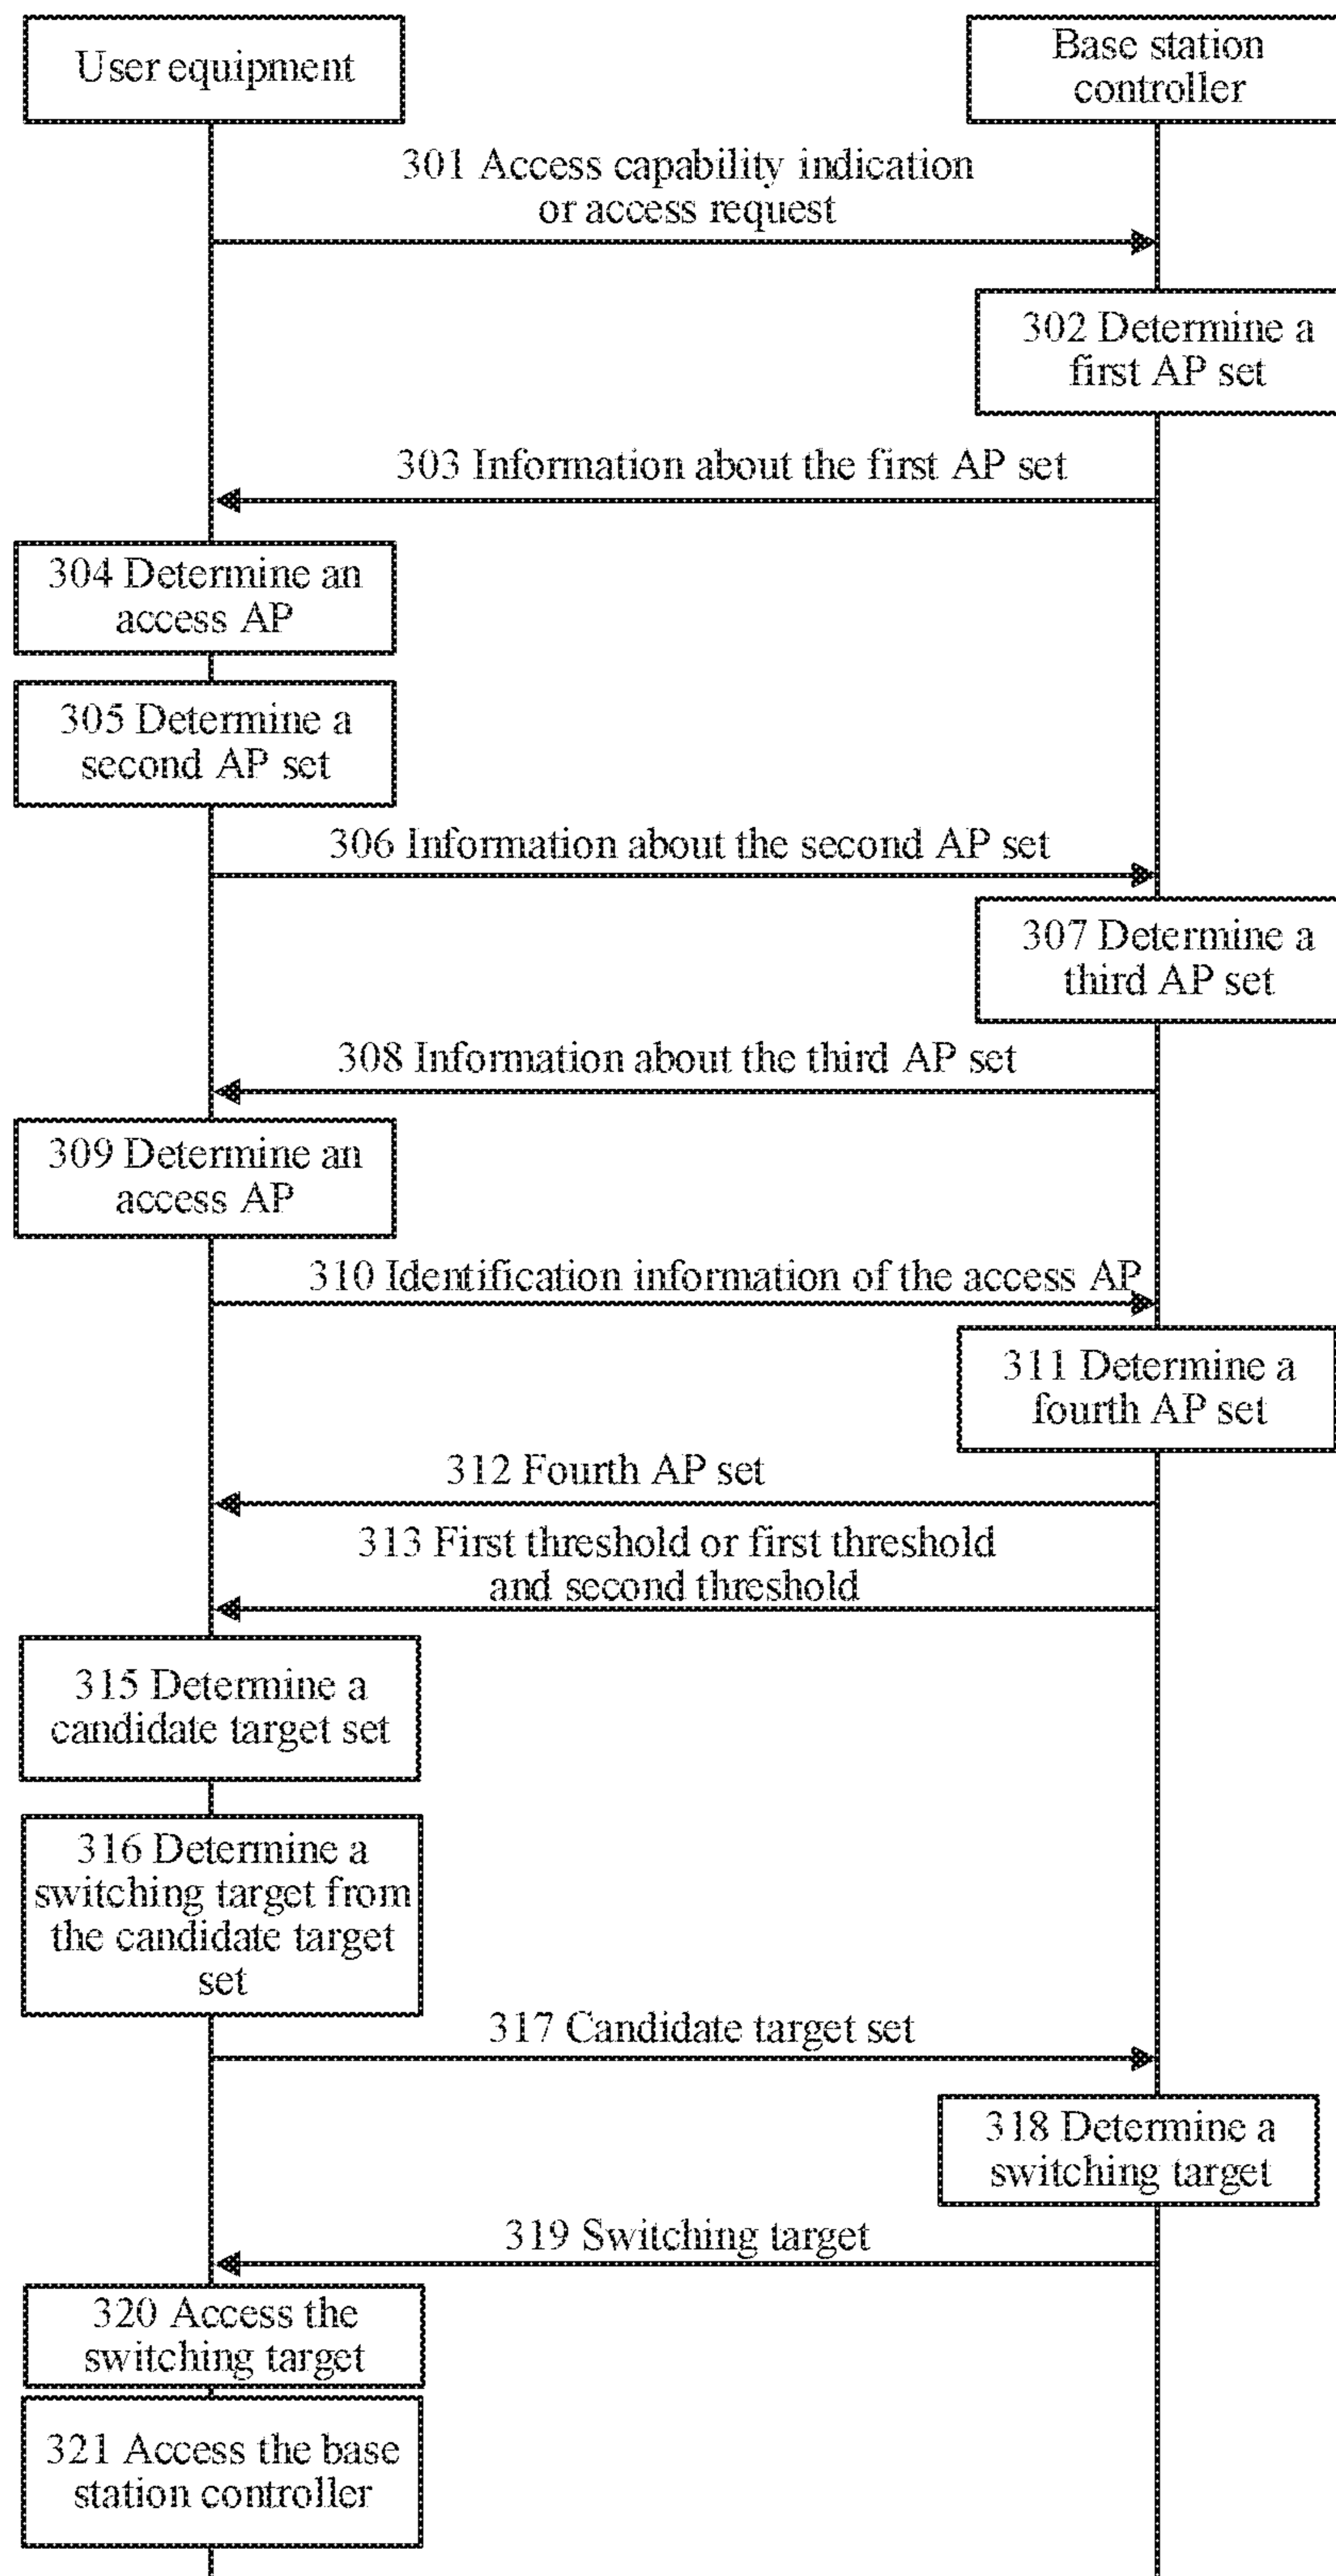 User equipment
Base station
controller
301 Access capability indication
or access request
302 Determine a
first AP set
303 Information about the first AP set
304 Determine an
access AP
305 Determine a
second AP set
306 Information about the second AP set
307 Determine a
third AP set
308 Information about the third AP set
309 Determine an
access AP
310 Identification information of the access AP
311 Determine a
fourth AP set
312 Fourth AP set
313 First threshold or first threshold
and second threshold
315 Determine a
candidate target set
316 Determine a
switching target from
the candidate target
set
317 Candidate target set
318 Determine a
switching target
319 Switching target
320 Access the
switching target
321 Access the base
station controller